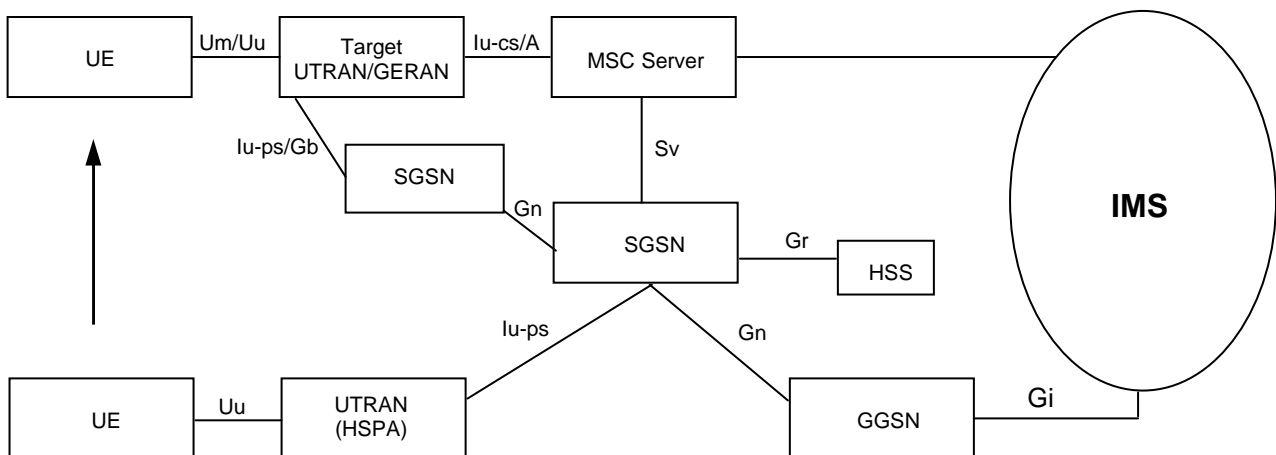 UE
Um/Uu
Target
UTRAN/GERAN
Iu-cs/A
MSC Server
Iu-ps/Gb
SGSN
Sv
Gn
SGSN
Gr
HSS
IMS
Iu-ps
Gn
UE
Uu
UTRAN
(HSPA)
GGSN
Gi